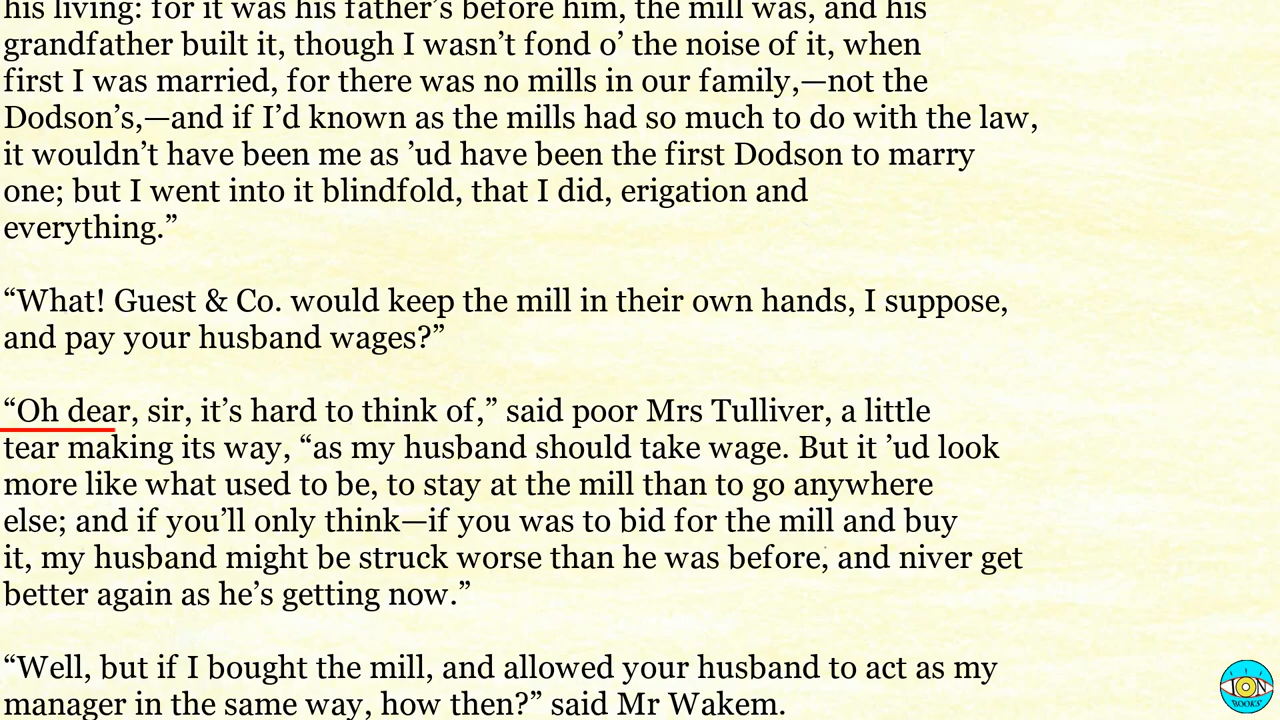 his living: for it was his father’s before him, the mill was, and his
grandfather built it, though I wasn’t fond o’ the noise of it, when
first I was married, for there was no mills in our family,—not the
Dodson’s,—and if I’d known as the mills had so much to do with the law,
it wouldn’t have been me as ’ud have been the first Dodson to marry
one; but I went into it blindfold, that I did, erigation and
everything.”
“What! Guest & Co. would keep the mill in their own hands, I suppose,
and pay your husband wages?”
“Oh dear, sir, it’s hard to think of,” said poor Mrs Tulliver, a little
tear making its way, “as my husband should take wage. But it ’ud look
more like what used to be, to stay at the mill than to go anywhere
else; and if you’ll only think—if you was to bid for the mill and buy
it, my husband might be struck worse than he was before, and niver get
better again as he’s getting now.”
“Well, but if I bought the mill, and allowed your husband to act as my
manager in the same way, how then?” said Mr Wakem.
ION
BOOKS